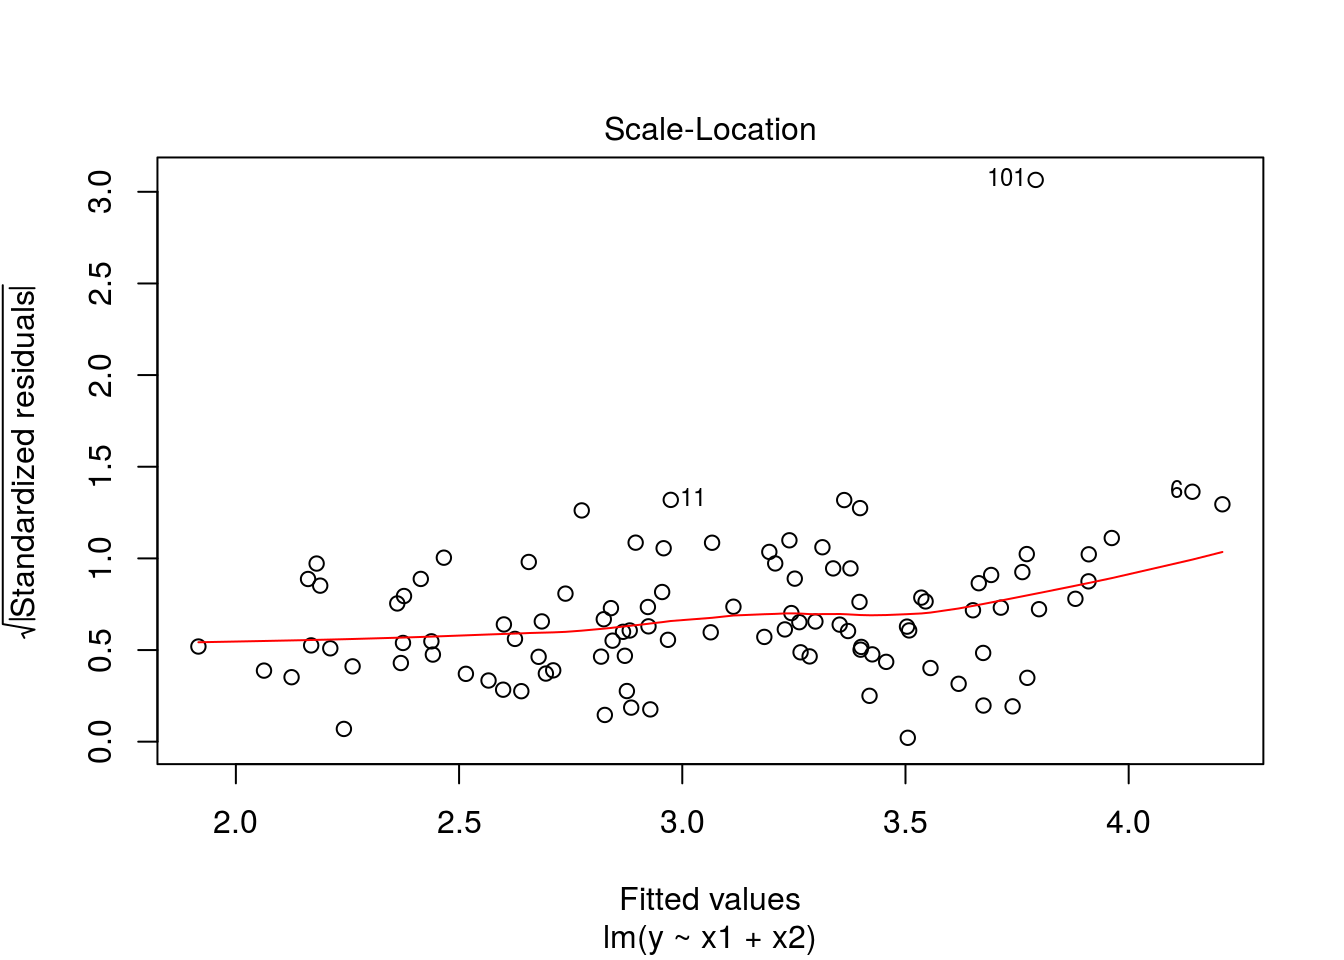 Scale-Location
√|Standardized residuals|
3.0
2.5
2.0
1.5
1.0
0.5
0.0
101
11
6
2.0 2.5 3.0 3.5 4.0
Fitted values
lm(y ~ x1 + x2)